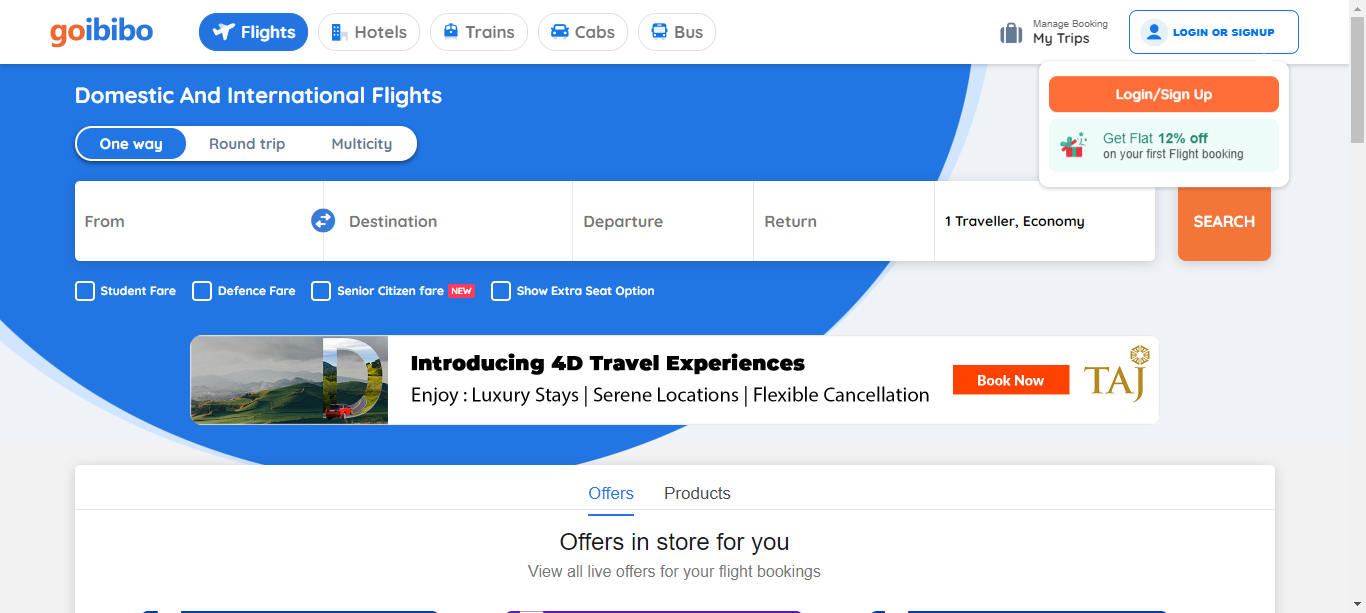 goibibo
Flights
Hotels
Trains
Cabs
Bus
Manage Booking
My Trips
LOGIN OR SIGNUP
Login/Sign Up
Get Flat 12% off
on your first Flight booking
Domestic And International Flights
One way
Round trip
Multicity
From
Destination
Departure
Return
1 Traveller, Economy
SEARCH
Student Fare
Defence Fare
Senior Citizen fare NEW
Show Extra Seat Option
D
Introducing 4D Travel Experiences
Enjoy : Luxury Stays | Serene Locations | Flexible Cancellation
Book Now
TAJ
Offers
Products
Offers in store for you
View all live offers for your flight bookings